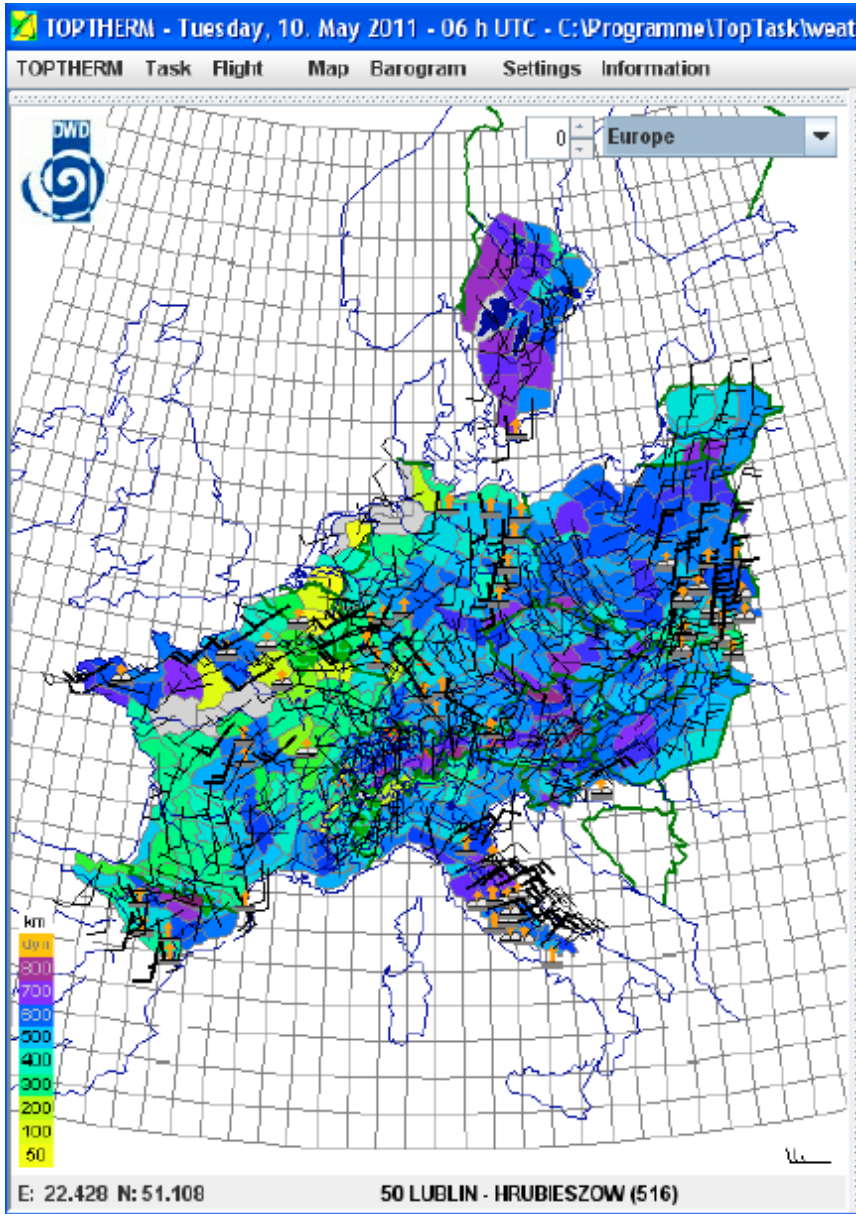 TOPTHERM - Tuesday, 10. May 2011 - 06 h UTC - C:\Programme\TopTask\weat
TOPTHERM Task Flight Map Barogram Settings Information
DWD
0 Europe
km
dyn
800
700
600
500
400
300
200
100
50
E: 22.428 N: 51.108 50 LUBLIN - HRUBIESZOW (516)